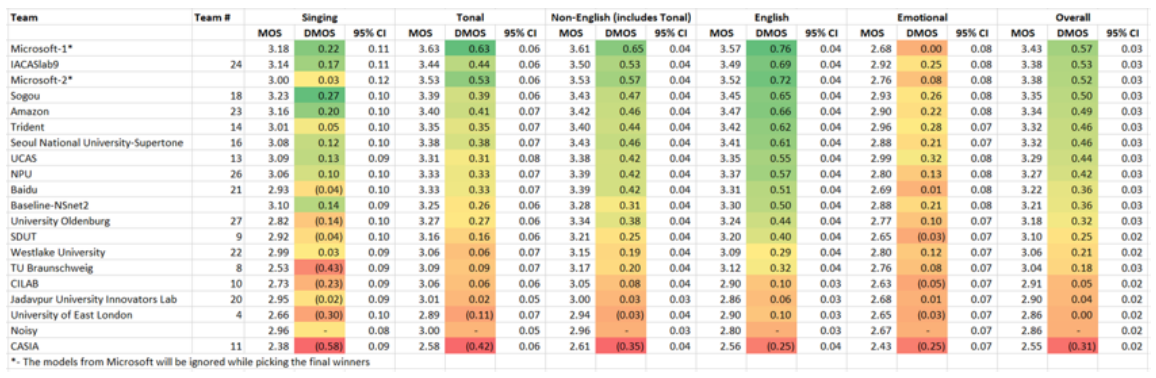 Team Team # Singing Tonal Non-English (includes Tonal) English Emotional Overall
MOS DMOS 95% CI MOS DMOS 95% CI MOS DMOS 95% CI MOS DMOS 95% CI MOS DMOS 95% CI MOS DMOS 95% CI
Microsoft-1* 3.18 0.22 0.11 3.63 0.63 0.06 3.61 0.65 0.04 3.57 0.76 0.04 2.68 0.00 0.08 3.43 0.57 0.03
IACASlab9 24 3.14 0.17 0.11 3.44 0.44 0.06 3.50 0.53 0.04 3.49 0.69 0.04 2.92 0.25 0.08 3.38 0.53 0.03
Microsoft-2* 3.00 0.03 0.12 3.53 0.53 0.06 3.53 0.57 0.04 3.52 0.72 0.04 2.76 0.08 0.08 3.38 0.52 0.03
Sogou 18 3.23 0.27 0.10 3.39 0.39 0.06 3.43 0.47 0.04 3.45 0.65 0.04 2.93 0.26 0.08 3.35 0.50 0.03
Amazon 23 3.16 0.20 0.10 3.40 0.41 0.07 3.42 0.46 0.04 3.47 0.66 0.04 2.90 0.22 0.08 3.34 0.49 0.03
Trident 14 3.01 0.05 0.10 3.35 0.35 0.07 3.40 0.44 0.04 3.42 0.62 0.04 2.96 0.28 0.07 3.32 0.46 0.03
Seoul National University-Supertone 16 3.08 0.12 0.10 3.38 0.38 0.07 3.43 0.46 0.04 3.41 0.61 0.04 2.88 0.21 0.07 3.32 0.46 0.03
UCAS 13 3.09 0.13 0.09 3.31 0.31 0.08 3.38 0.42 0.04 3.35 0.55 0.04 2.99 0.32 0.08 3.29 0.44 0.03
NPU 26 3.06 0.10 0.10 3.33 0.33 0.07 3.39 0.42 0.04 3.37 0.57 0.04 2.80 0.13 0.08 3.27 0.42 0.03
Baidu 21 2.93 (0.04) 0.10 3.33 0.33 0.07 3.39 0.42 0.04 3.31 0.51 0.04 2.69 0.01 0.08 3.22 0.36 0.03
Baseline-NSnet2 3.10 0.14 0.09 3.25 0.26 0.06 3.28 0.31 0.04 3.30 0.50 0.04 2.88 0.21 0.08 3.21 0.36 0.03
University Oldenburg 27 2.82 (0.14) 0.10 3.27 0.27 0.06 3.34 0.38 0.04 3.24 0.44 0.04 2.77 0.10 0.07 3.18 0.32 0.03
SDUT 9 2.92 (0.04) 0.10 3.16 0.16 0.06 3.21 0.25 0.04 3.20 0.40 0.04 2.65 (0.03) 0.07 3.10 0.25 0.02
Westlake University 22 2.99 0.03 0.09 3.06 0.06 0.07 3.15 0.19 0.04 3.09 0.29 0.04 2.80 0.12 0.07 3.06 0.21 0.02
TU Braunschweig 8 2.53 (0.43) 0.09 3.09 0.09 0.07 3.17 0.20 0.04 3.12 0.32 0.04 2.76 0.08 0.07 3.04 0.18 0.03
CILAB 10 2.73 (0.23) 0.09 3.06 0.06 0.06 3.05 0.08 0.04 2.90 0.10 0.03 2.63 (0.05) 0.07 2.91 0.05 0.02
Jadavpur University Innovators Lab 20 2.95 (0.02) 0.09 3.01 0.02 0.05 3.00 0.03 0.03 2.86 0.06 0.03 2.68 0.01 0.07 2.90 0.04 0.02
University of East London 4 2.66 (0.30) 0.10 2.89 (0.11) 0.07 2.94 (0.03) 0.04 2.90 0.10 0.03 2.65 (0.03) 0.07 2.86 0.00 0.02
Noisy 2.96 - 0.08 3.00 - 0.05 2.96 - 0.03 2.80 - 0.03 2.67 - 0.07 2.86 - 0.02
CASIA 11 2.38 (0.58) 0.09 2.58 (0.42) 0.06 2.61 (0.35) 0.04 2.56 (0.25) 0.04 2.43 (0.25) 0.07 2.55 (0.31) 0.02
*- The models from Microsoft will be ignored while picking the final winners